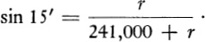 sin 15′ = r / 241,000 + r ·